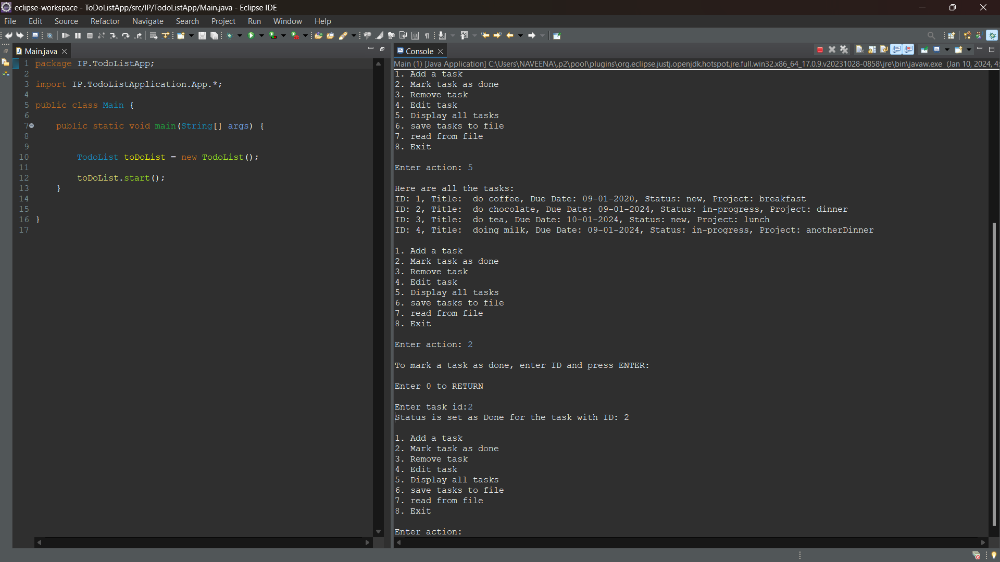 eclipse-workspace - ToDoListApp/src/IP/TodoListApp/Main.java - Eclipse IDE
File Edit Source Refactor Navigate Search Project Run Window Help
Main.java
1 package IP.TodoListApp;
2
3 import IP.TodoListApplication.App.*;
4
5 public class Main {
6
7 public static void main(String[] args) {
8
9
10 TodoList toDoList = new TodoList();
11
12 toDoList.start();
13 }
14
15
16 }
17
Console
Main (1) [Java Application] C:\Users\NAVEENA\.p2\pool\plugins\org.eclipse.justj.openjdk.hotspot.jre.full.win32.x86_64_17.0.9.v20231028-0858\jre\bin\javaw.exe (Jan 10, 2024, 4:
1. Add a task
2. Mark task as done
3. Remove task
4. Edit task
5. Display all tasks
6. save tasks to file
7. read from file
8. Exit
Enter action: 5
Here are all the tasks:
ID: 1, Title:  do coffee, Due Date: 09-01-2020, Status: new, Project: breakfast
ID: 2, Title:  do chocolate, Due Date: 09-01-2024, Status: in-progress, Project: dinner
ID: 3, Title:  do tea, Due Date: 10-01-2024, Status: new, Project: lunch
ID: 4, Title:  doing milk, Due Date: 09-01-2024, Status: in-progress, Project: anotherDinner
1. Add a task
2. Mark task as done
3. Remove task
4. Edit task
5. Display all tasks
6. save tasks to file
7. read from file
8. Exit
Enter action: 2
To mark a task as done, enter ID and press ENTER:
Enter 0 to RETURN
Enter task id:2
Status is set as Done for the task with ID: 2
1. Add a task
2. Mark task as done
3. Remove task
4. Edit task
5. Display all tasks
6. save tasks to file
7. read from file
8. Exit
Enter action: